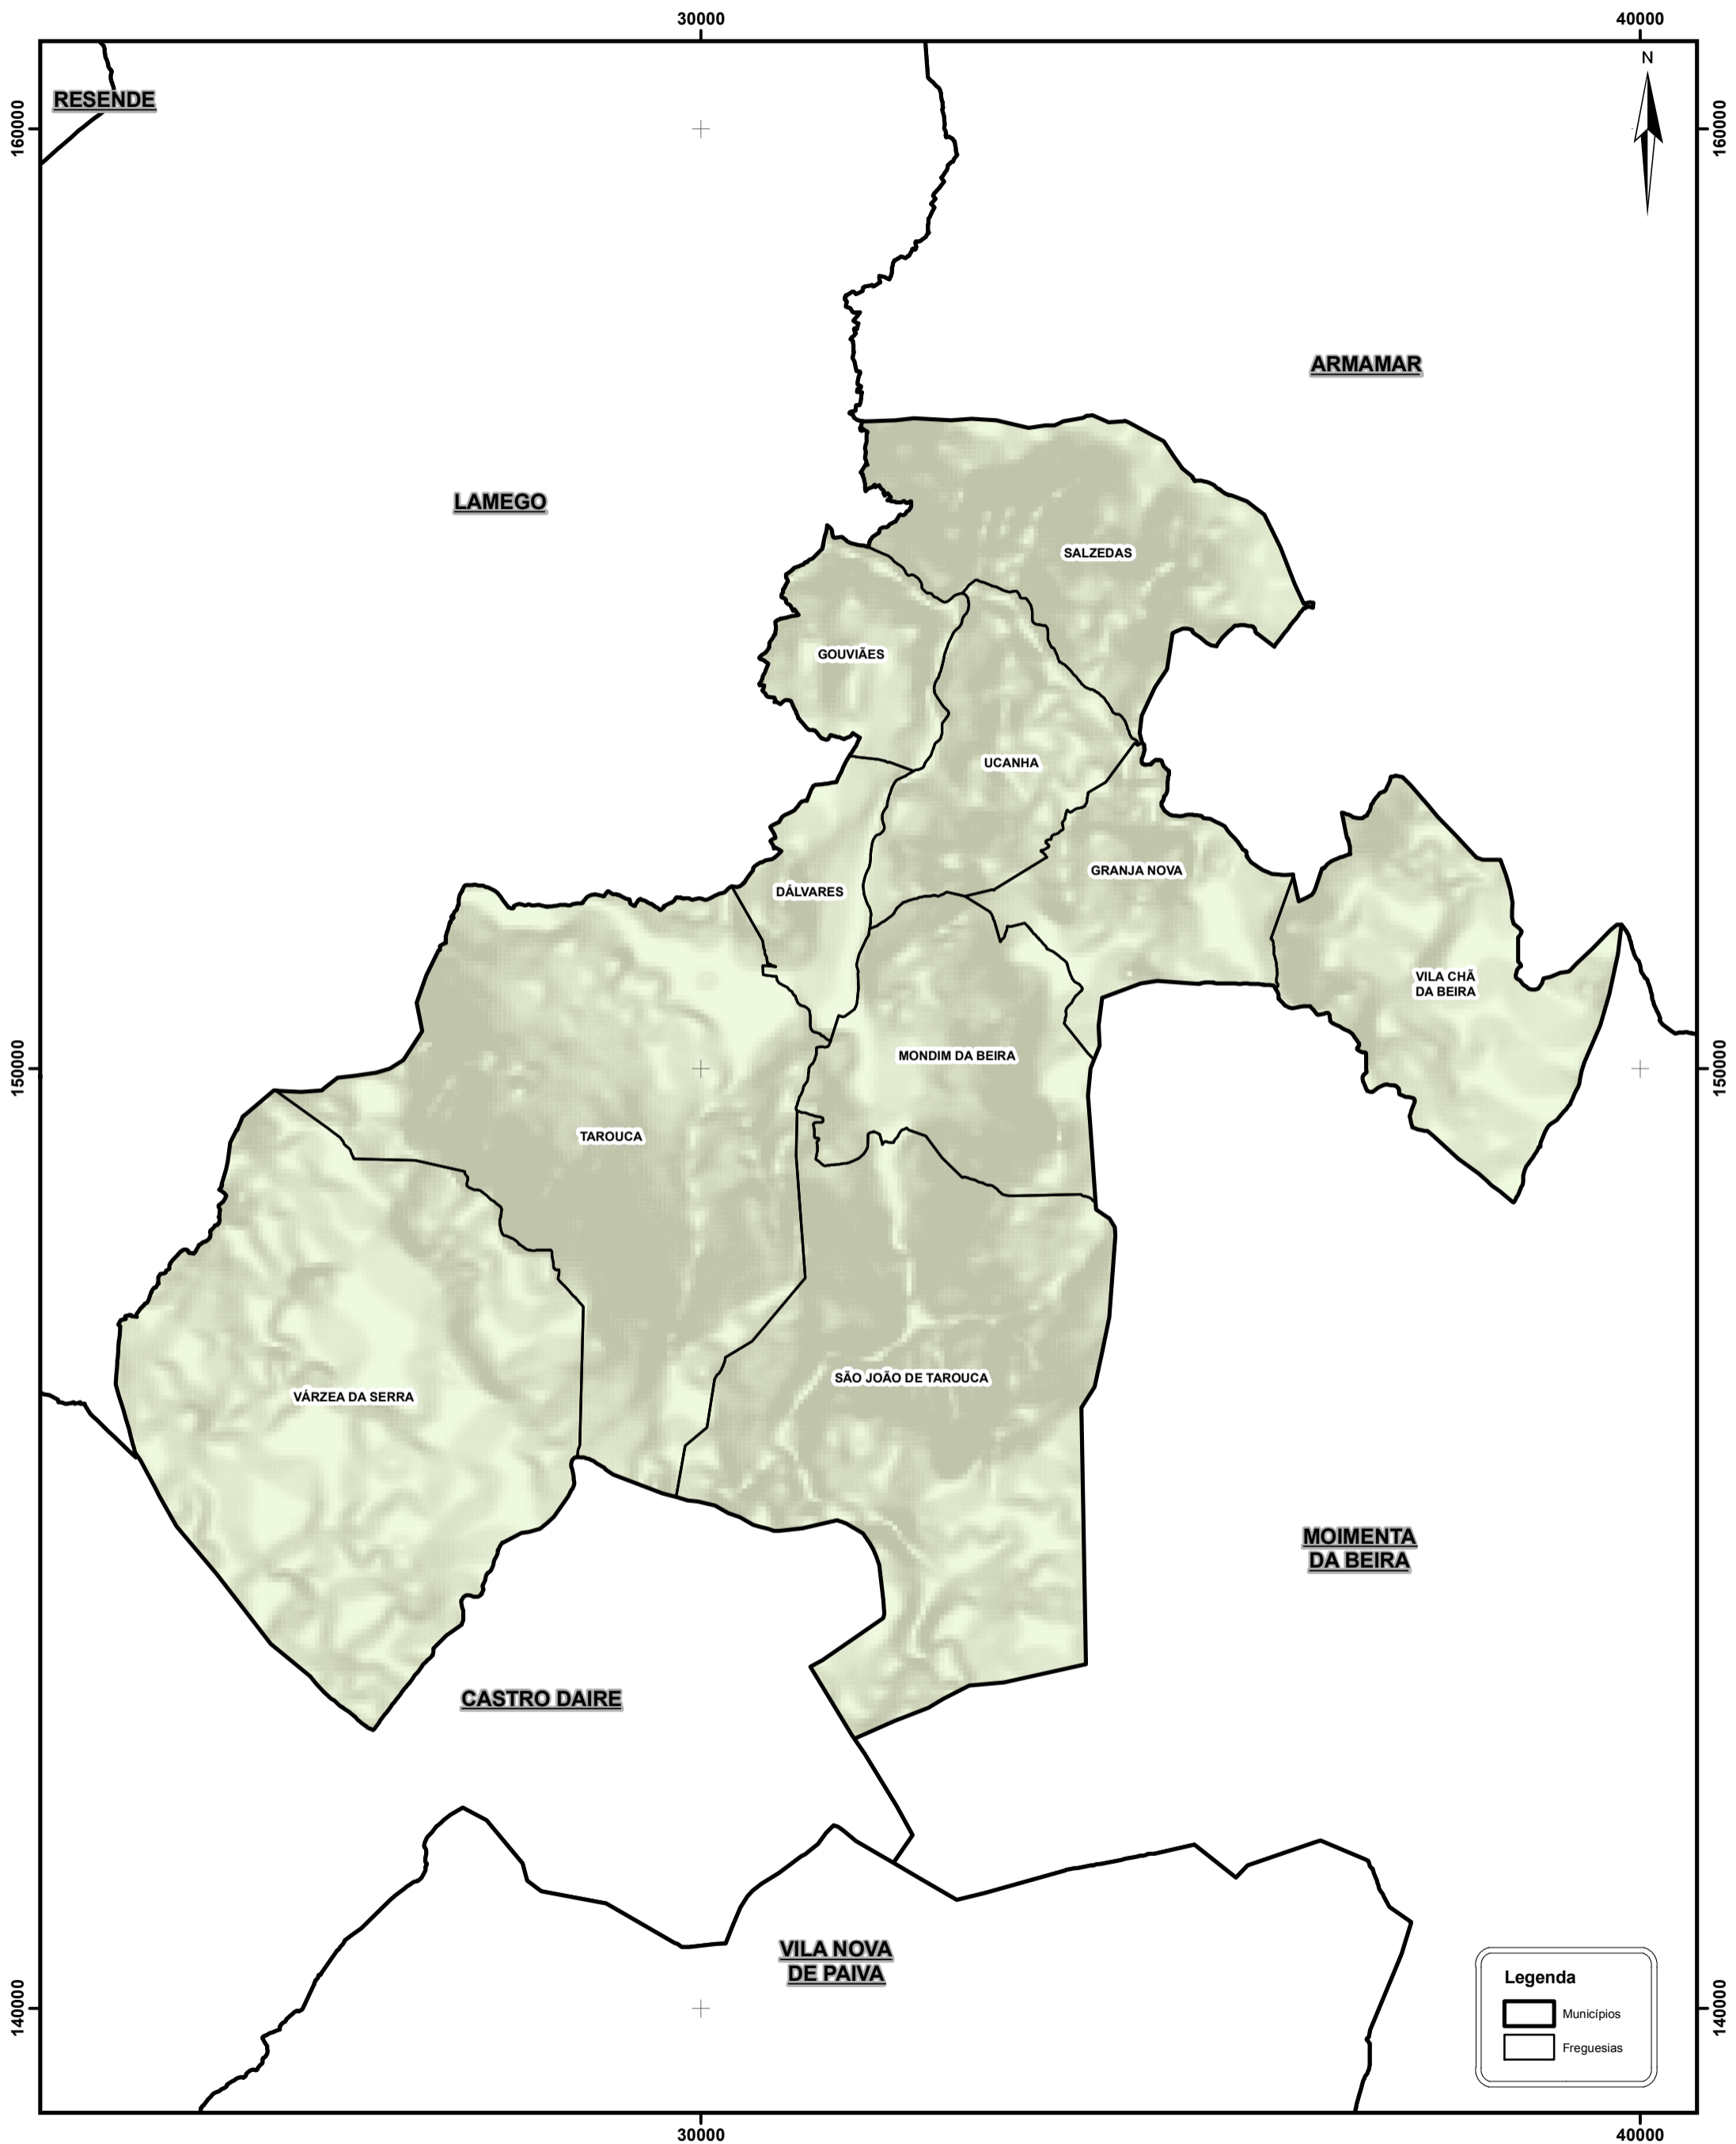 30000
40000
N
RESENDE
160000
160000
ARMAMAR
LAMEGO
SALZEDAS
GOUVIÃES
UCANHA
GRANJA NOVA
DÁLVARES
VILA CHÃ
DA BEIRA
MONDIM DA BEIRA
150000
150000
TAROUCA
SÃO JOÃO DE TAROUCA
VÁRZEA DA SERRA
MOIMENTA
DA BEIRA
CASTRO DAIRE
VILA NOVA
DE PAIVA
Legenda
Municípios
Freguesias
140000
140000
30000
40000